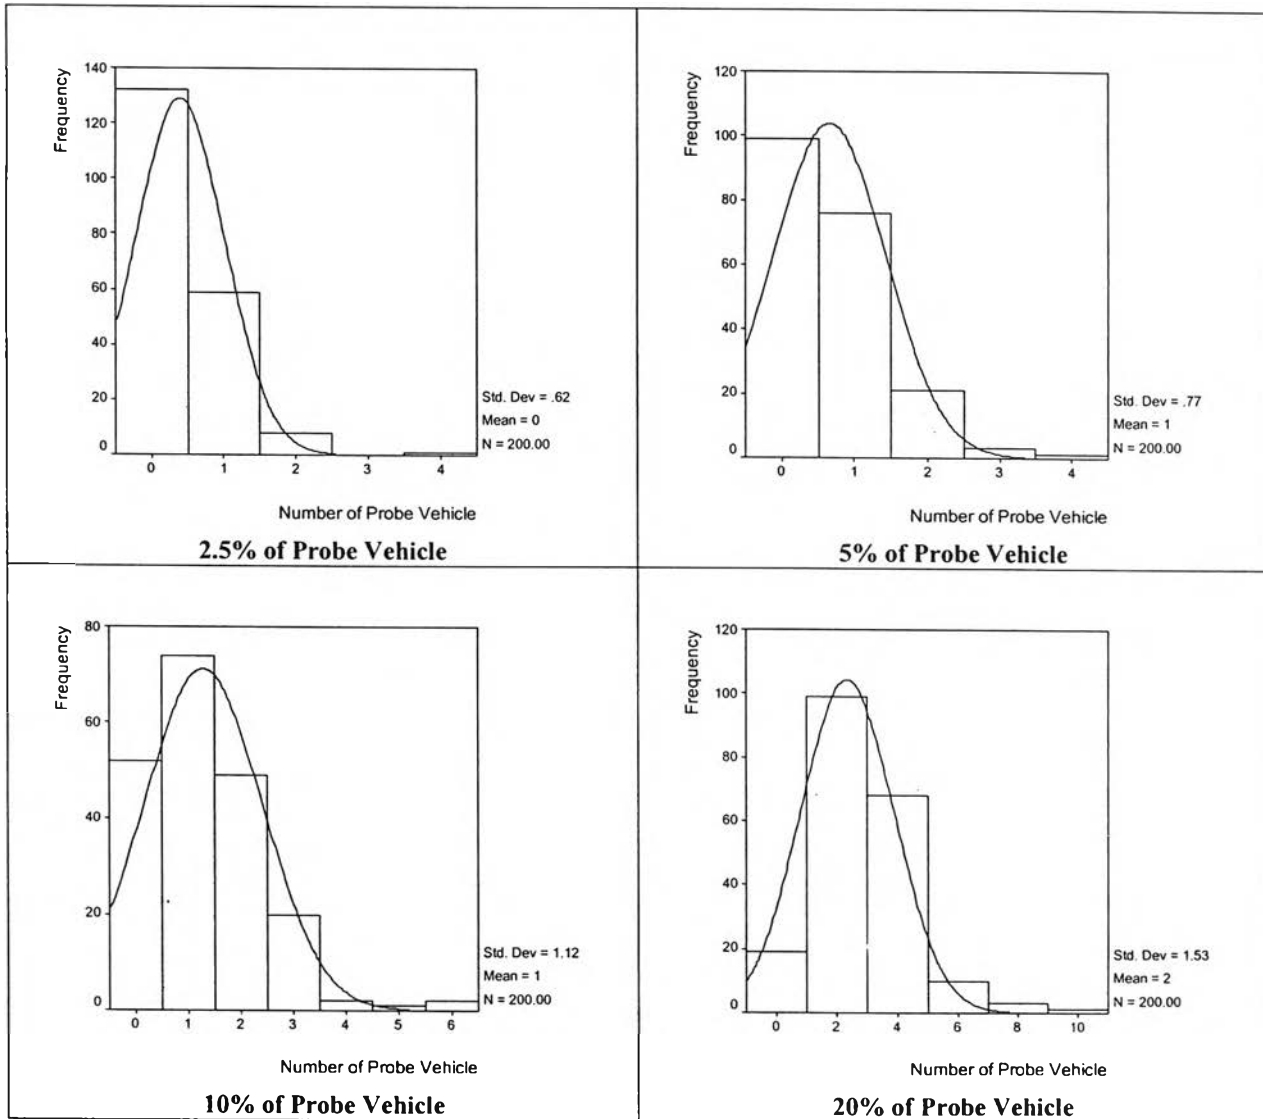 Frequency
140
120
100
80
60
40
20
0
0 1 2 3 4
Std. Dev = .62
Mean = 0
N = 200.00
Number of Probe Vehicle
2.5% of Probe Vehicle
Frequency
120
100
80
60
40
20
0
0 1 2 3 4
Std. Dev = .77
Mean = 1
N = 200.00
Number of Probe Vehicle
5% of Probe Vehicle
Frequency
80
60
40
20
0
0 1 2 3 4 5 6
Std. Dev = 1.12
Mean = 1
N = 200.00
Number of Probe Vehicle
10% of Probe Vehicle
Frequency
120
100
80
60
40
20
0
0 2 4 6 8 10
Std. Dev = 1.53
Mean = 2
N = 200.00
Number of Probe Vehicle
20% of Probe Vehicle